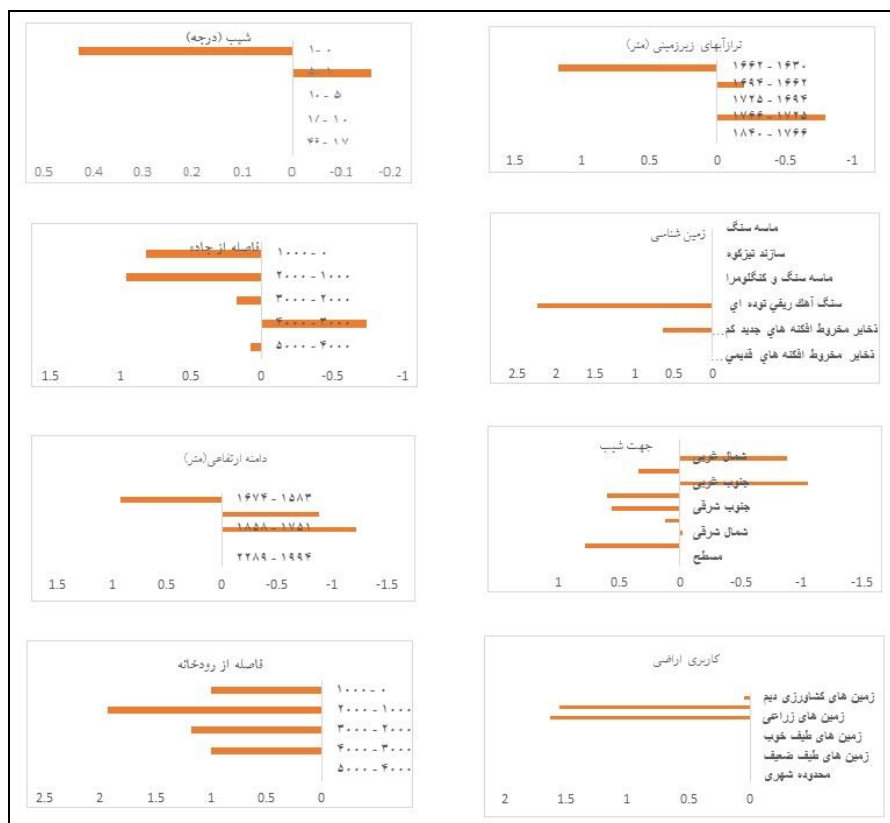 ترازآبهای زیرزمینی (متر)
۱۶۳۰ - ۱۶۶۲
۱۶۶۲ - ۱۶۹۴
۱۶۹۴ - ۱۷۲۵
۱۷۲۵ - ۱۷۶۶
۱۷۶۶ - ۱۸۴۰
1.5 1 0.5 0 -0.5 -1
شیب (درجه)
۰ - ۱
۱ - ۵
۵ - ۱۰
۱۷ - ۴۶
0.5 0.4 0.3 0.2 0.1 0 -0.1 -0.2
زمین شناسی
ماسه سنگ
سازند تیزکوه
ماسه سنگ و کنگلومرا
سنگ آهک ریفی توده ای
ذخایر مخروط افکنه های جدید کم...
ذخایر مخروط افکنه های قدیمی...
2.5 2 1.5 1 0.5 0
فاصله از جاده
۰ - ۱۰۰۰
۱۰۰۰ - ۲۰۰۰
۲۰۰۰ - ۳۰۰۰
۳۰۰۰ - ۴۰۰۰
۴۰۰۰ - ۵۰۰۰
1 0.5 0 -0.5 -1
جهت شیب
شمال غربی
جنوب غربی
جنوب شرقی
شمال شرقی
مسطح
1 0.5 0 -0.5 -1 -1.5
دامنه ارتفاعی(متر)
۱۵۸۳ - ۱۶۷۴
۱۷۵۱ - ۱۸۵۸
۱۹۹۴ - ۲۲۸۹
1.5 1 0.5 0 -0.5 -1 -1.5
کاربری اراضی
زمین های کشاورزی دیم
زمین های زراعی
زمین های طیف خوب
زمین های طیف ضعیف
محدوده شهری
2 1.5 1 0.5 0
فاصله از رودخانه
۰ - ۱۰۰۰
۱۰۰۰ - ۲۰۰۰
۲۰۰۰ - ۳۰۰۰
۳۰۰۰ - ۴۰۰۰
۴۰۰۰ - ۵۰۰۰
2.5 2 1.5 1 0.5 0